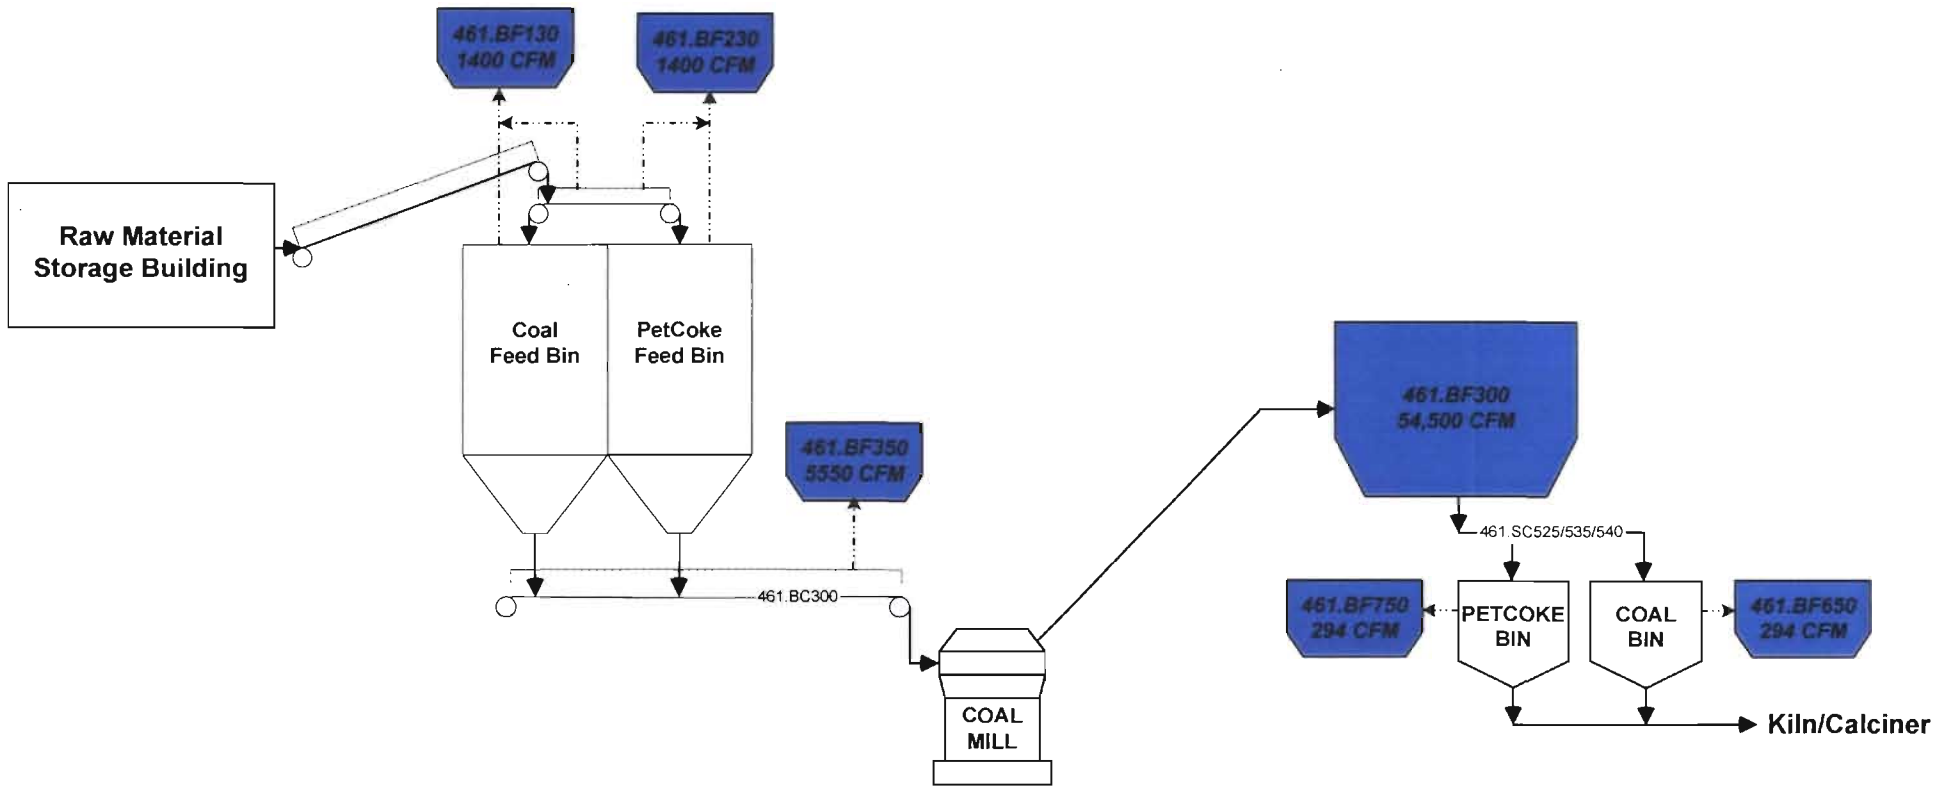 461.BF130
1400 CFM
461.BF230
1400 CFM
Raw Material
Storage Building
Coal
Feed Bin
PetCoke
Feed Bin
461.BF350
5550 CFM
461.BC300
COAL
MILL
461.BF300
54,500 CFM
461.SC525/535/540
461.BF750
294 CFM
PETCOKE
BIN
COAL
BIN
461.BF650
294 CFM
Kiln/Calciner